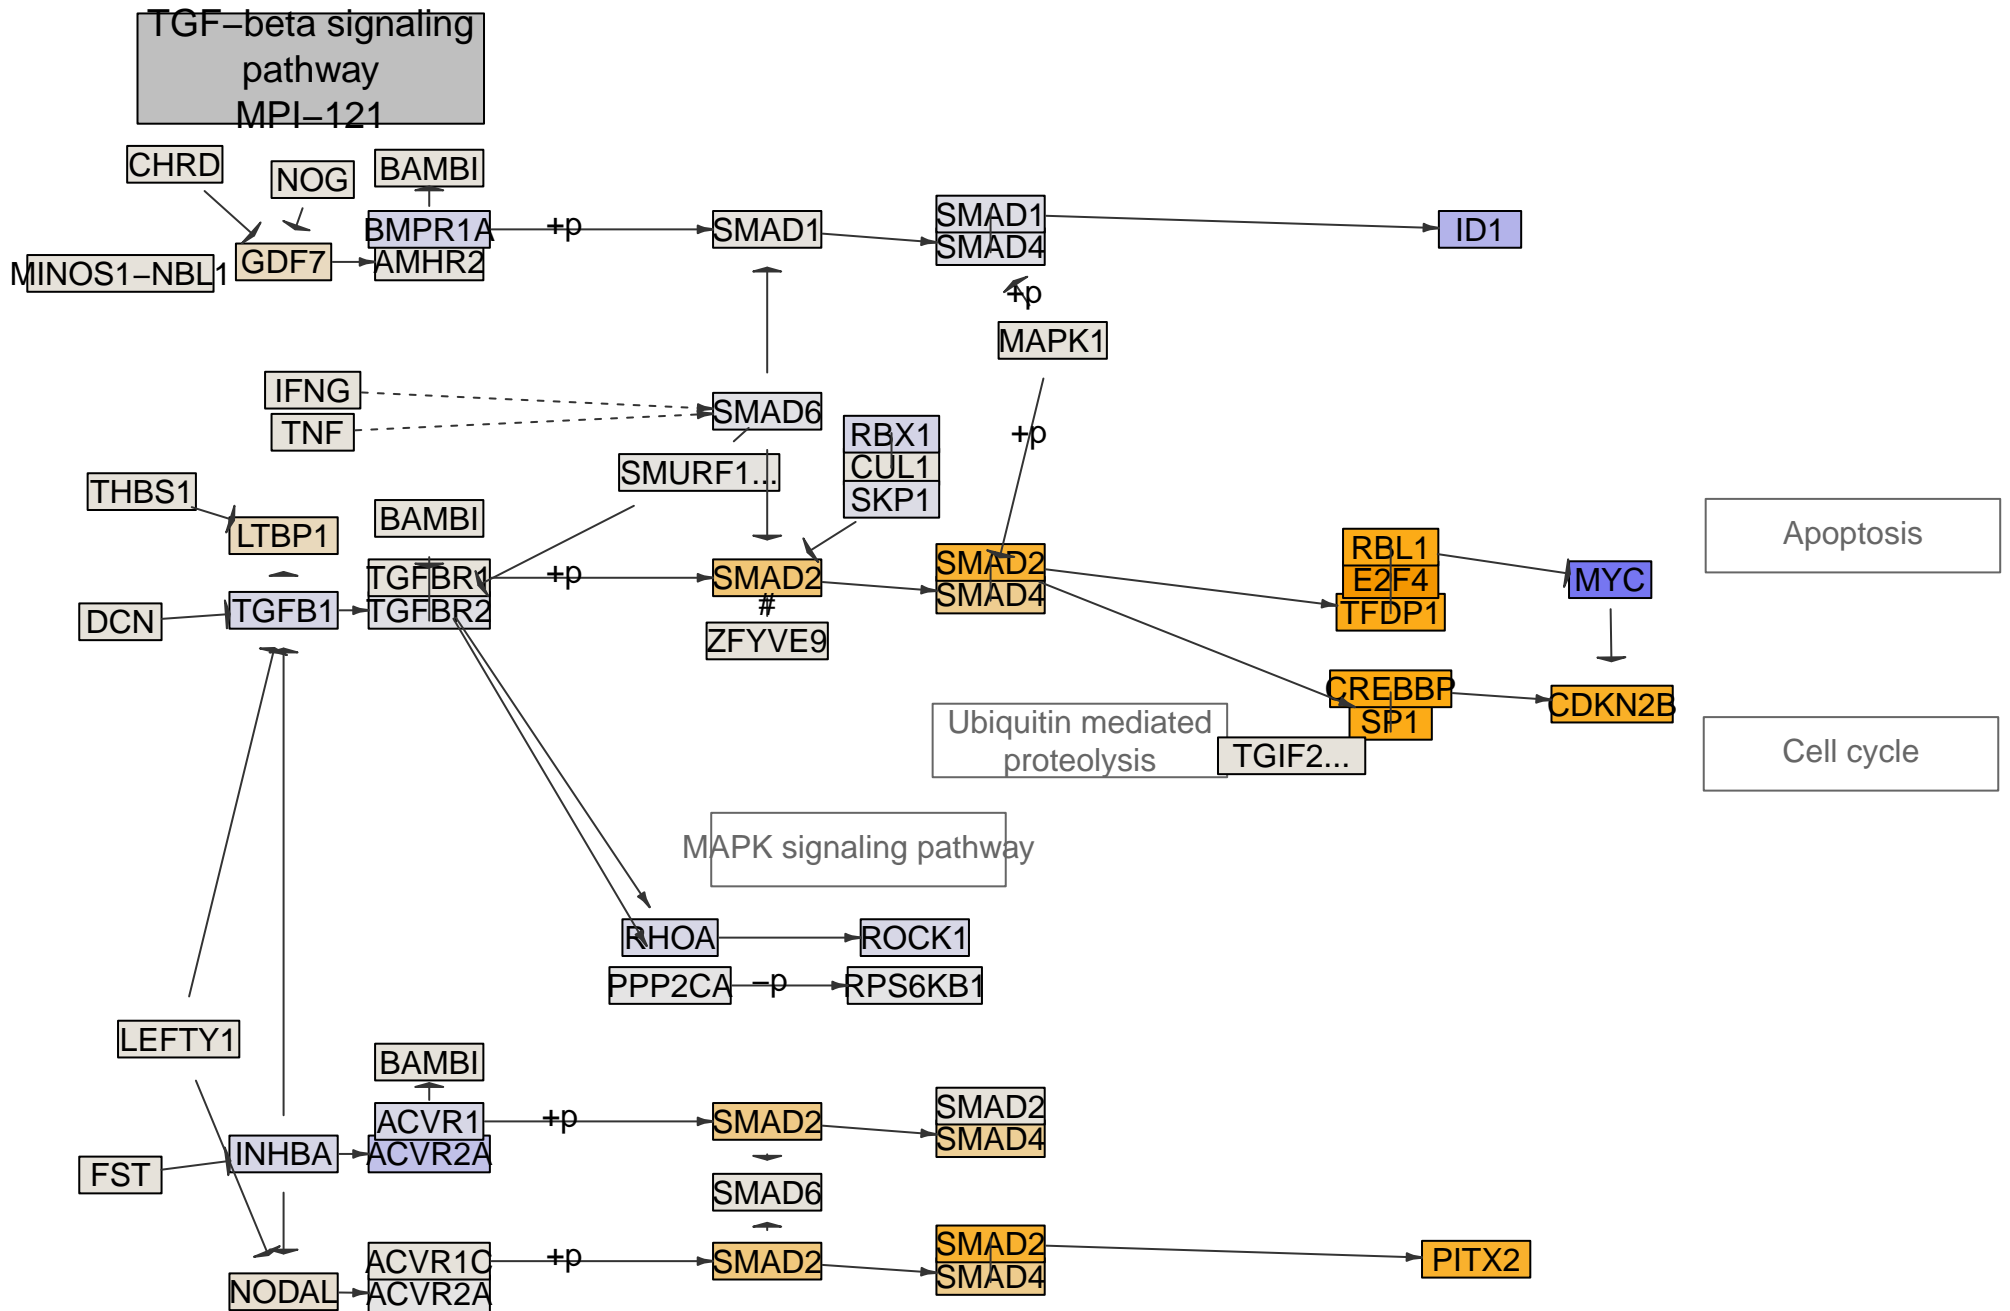 TGF−beta signaling
pathway
MPI−121
CHRD
NOG
BAMBI
BMPR1A
+p
SMAD1
SMAD1
SMAD4
ID1
MINOS1−NBL1
GDF7
AMHR2
+p
MAPK1
IFNG
TNF
SMAD6
RBX1
CUL1
SKP1
+p
SMURF1...
THBS1
LTBP1
BAMBI
TGFBR1
TGFBR2
+p
SMAD2
#
ZFYVE9
SMAD2
SMAD4
RBL1
E2F4
TFDP1
MYC
Apoptosis
DCN
TGFB1
CREBBP
SP1
CDKN2B
Ubiquitin mediated
proteolysis
TGIF2...
Cell cycle
MAPK signaling pathway
RHOA
ROCK1
PPP2CA
−p
RPS6KB1
LEFTY1
BAMBI
ACVR1
ACVR2A
+p
SMAD2
SMAD2
SMAD4
INHBA
FST
SMAD6
ACVR1C
ACVR2A
+p
SMAD2
SMAD2
SMAD4
PITX2
NODAL